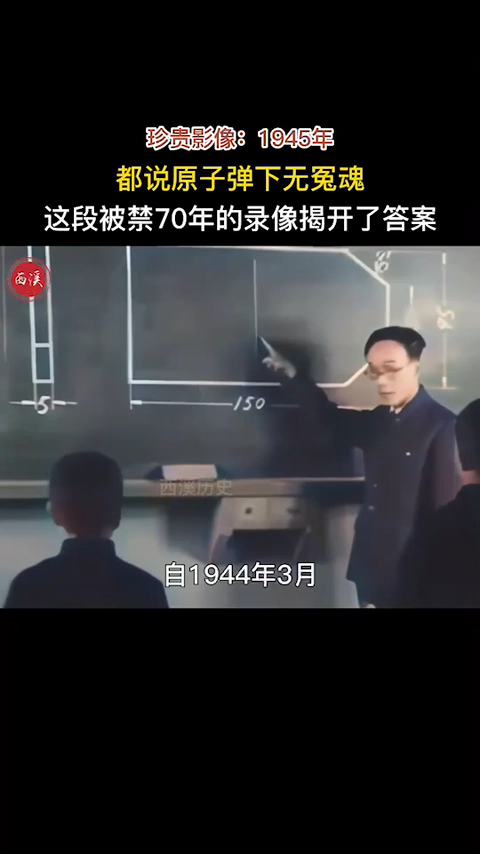 珍贵影像：1945年
都说原子弹下无冤魂
这段被禁70年的录像揭开了答案
西溪
5
150
95
西溪历史
自1944年3月